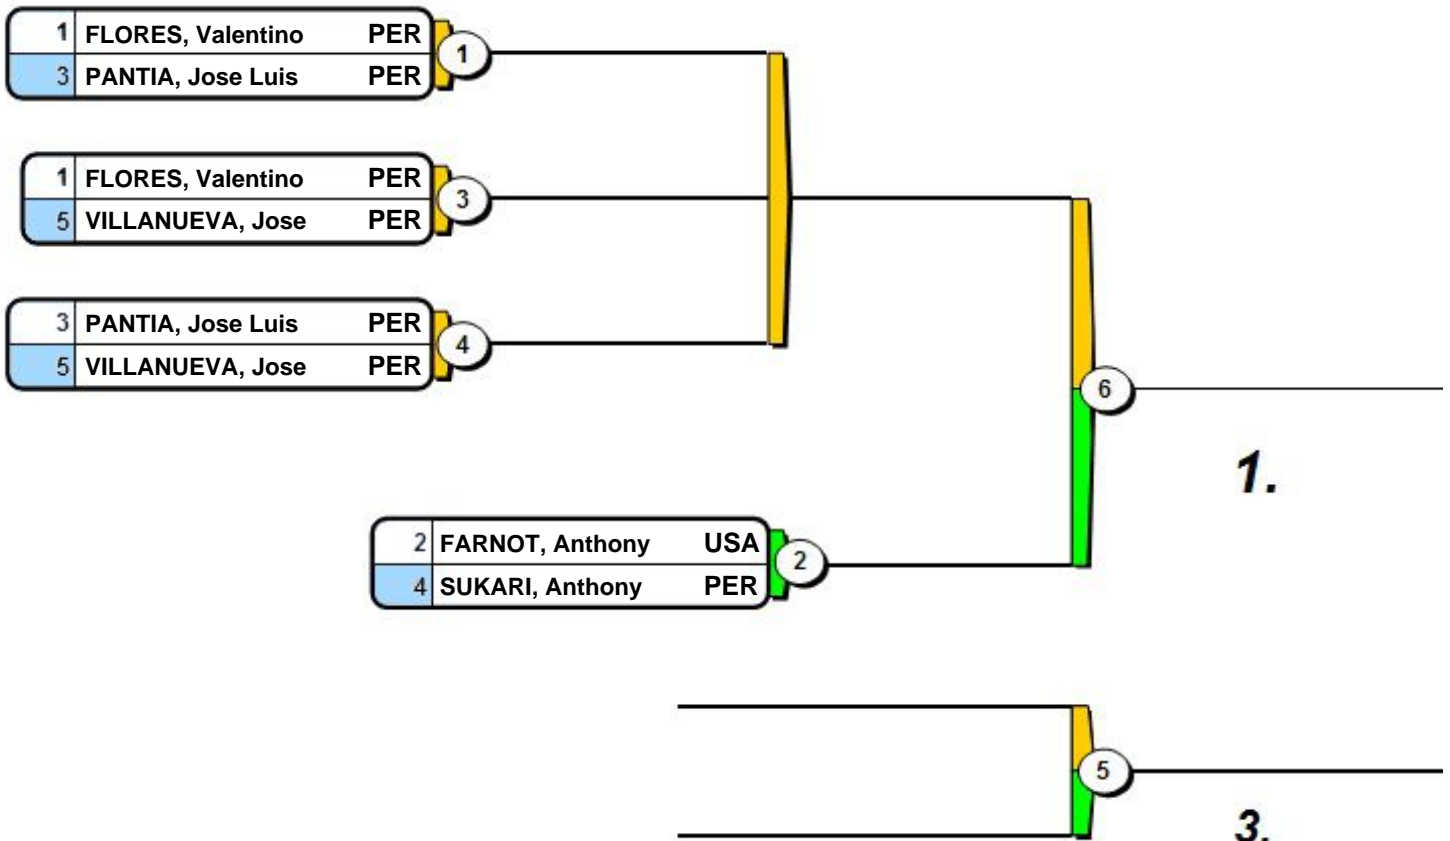 1 FLORES, Valentino PER
3 PANTIA, Jose Luis PER
1
1 FLORES, Valentino PER
5 VILLANUEVA, Jose PER
3
3 PANTIA, Jose Luis PER
5 VILLANUEVA, Jose PER
4
6
1.
2 FARNOT, Anthony USA
4 SUKARI, Anthony PER
2
5
3.